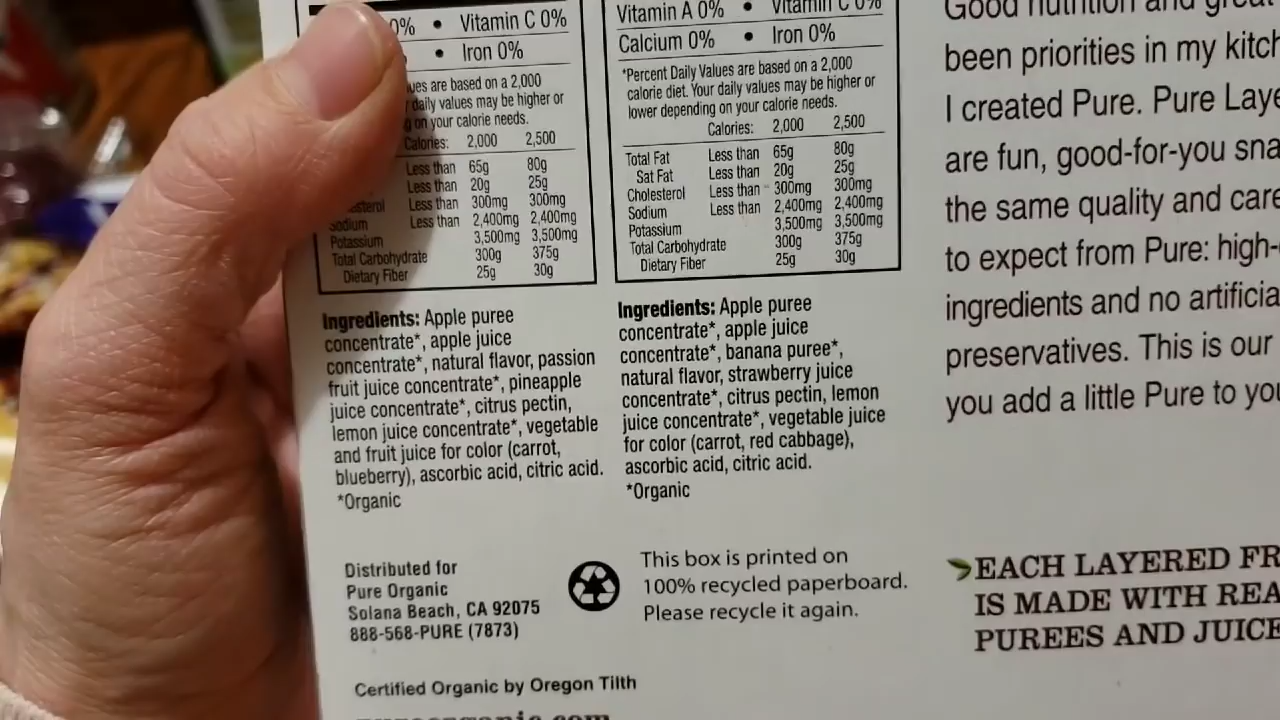 0% • Vitamin C 0%
• Iron 0%
ues are based on a 2,000
daily values may be higher or
on your calorie needs.
Calories: 2,000 2,500
Less than 65g 80g
Less than 20g 25g
sterol Less than 300mg 300mg
Sodium Less than 2,400mg 2,400mg
Potassium 3,500mg 3,500mg
Total Carbohydrate 300g 375g
Dietary Fiber 25g 30g
Ingredients: Apple puree
concentrate*, apple juice
concentrate*, natural flavor, passion
fruit juice concentrate*, pineapple
juice concentrate*, citrus pectin,
lemon juice concentrate*, vegetable
and fruit juice for color (carrot,
blueberry), ascorbic acid, citric acid.
*Organic
Vitamin A 0% • Vitamin C 0%
Calcium 0% • Iron 0%
*Percent Daily Values are based on a 2,000
calorie diet. Your daily values may be higher or
lower depending on your calorie needs.
Calories: 2,000 2,500
Total Fat Less than 65g 80g
Sat Fat Less than 20g 25g
Cholesterol Less than 300mg 300mg
Sodium Less than 2,400mg 2,400mg
Potassium 3,500mg 3,500mg
Total Carbohydrate 300g 375g
Dietary Fiber 25g 30g
Ingredients: Apple puree
concentrate*, apple juice
concentrate*, banana puree*,
natural flavor, strawberry juice
concentrate*, citrus pectin, lemon
juice concentrate*, vegetable juice
for color (carrot, red cabbage),
ascorbic acid, citric acid.
*Organic
Distributed for
Pure Organic
Solana Beach, CA 92075
888-568-PURE (7873)
This box is printed on
100% recycled paperboard.
Please recycle it again.
Certified Organic by Oregon Tilth
pureorganic.com
Good nutrition and great
been priorities in my kitch
I created Pure. Pure Laye
are fun, good-for-you sna
the same quality and care
to expect from Pure: high-
ingredients and no artificia
preservatives. This is our
you add a little Pure to you
EACH LAYERED FR
IS MADE WITH REA
PUREES AND JUICE